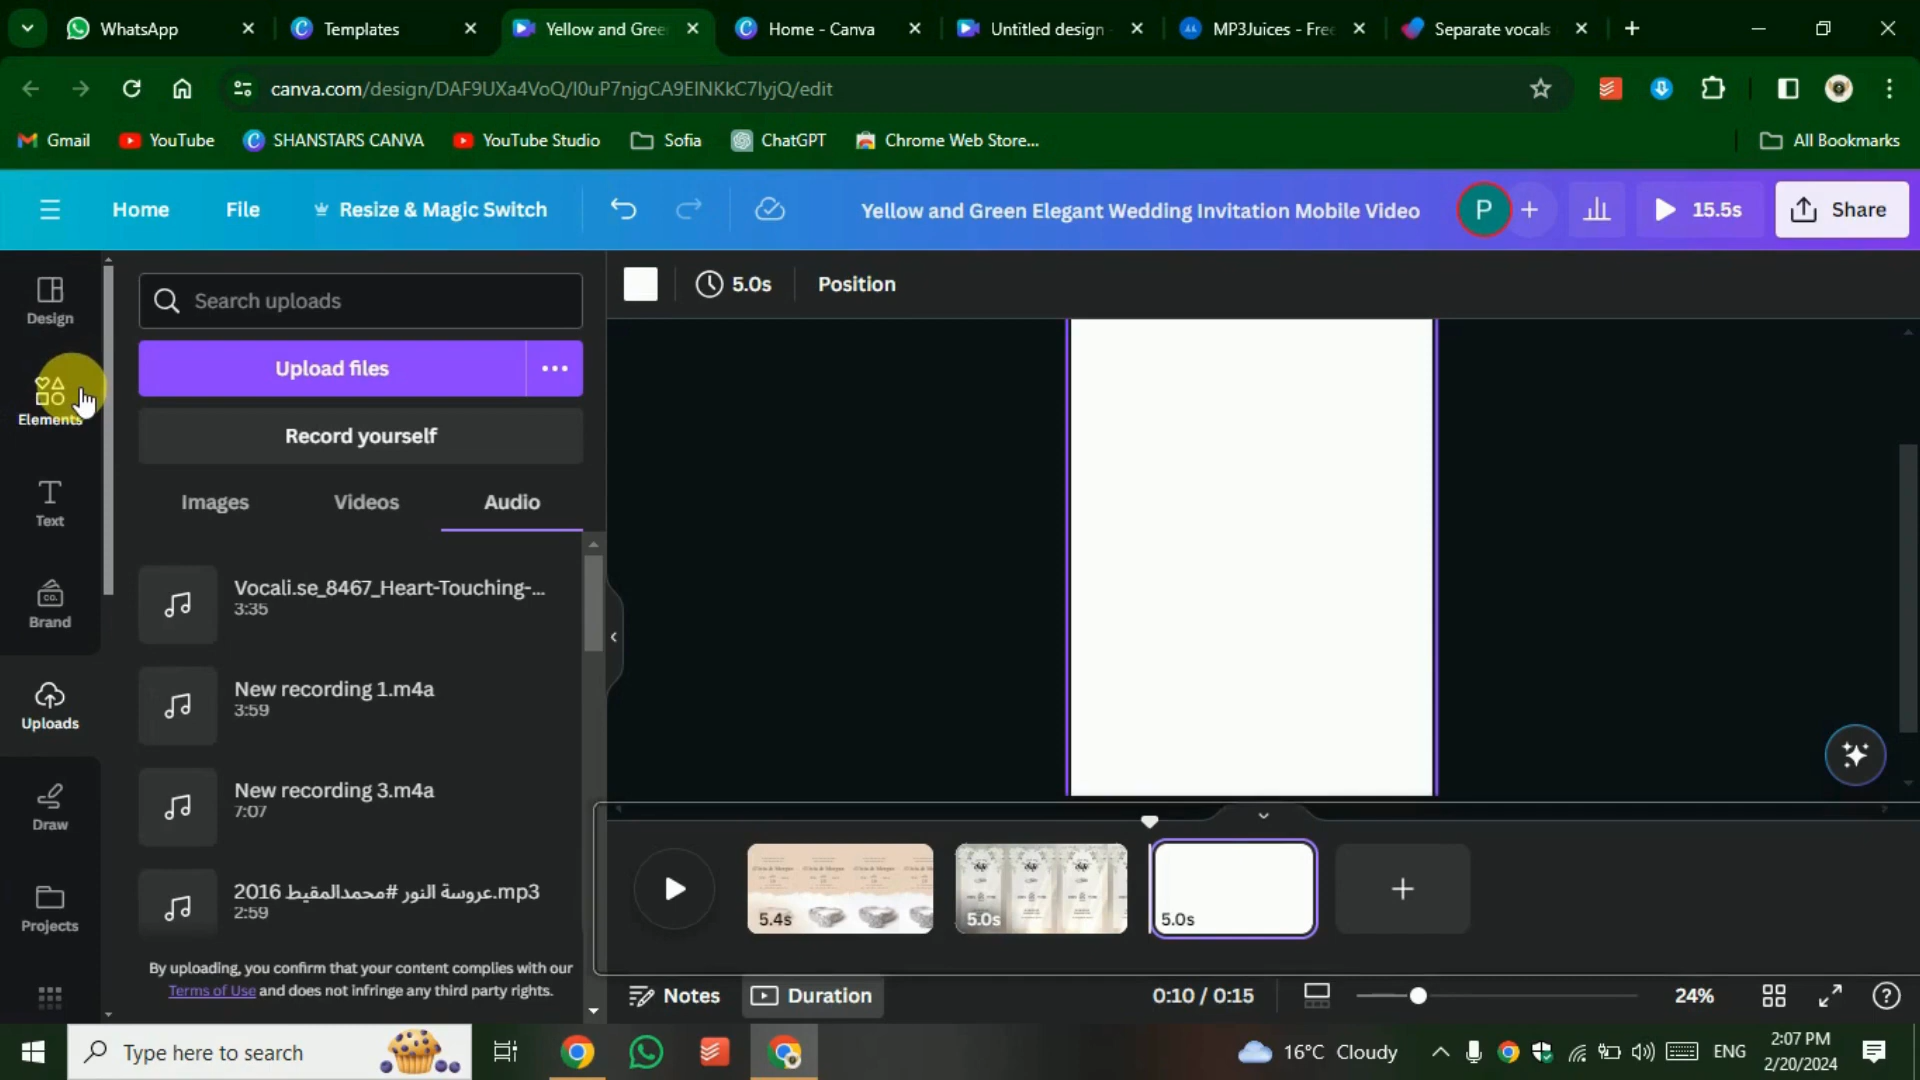 WhatsApp
Templates
Yellow and Gree
Home - Canva
Untitled design
MP3Juices - Fre
Separate vocals
canva.com/design/DAF9UXa4VoQ/I0uP7njgCA9EINKkC7IyjQ/edit
Gmail
YouTube
SHANSTARS CANVA
YouTube Studio
Sofia
ChatGPT
Chrome Web Store...
All Bookmarks
Home
File
Resize & Magic Switch
Yellow and Green Elegant Wedding Invitation Mobile Video
P
15.5s
Share
Design
Elements
Text
Brand
Uploads
Draw
Projects
Search uploads
Upload files
Record yourself
Images
Videos
Audio
Vocali.se_8467_Heart-Touching-...
3:35
New recording 1.m4a
3:59
New recording 3.m4a
7:07
عروسة النور #محمدالمقيط 2016.mp3
2:59
By uploading, you confirm that your content complies with our
Terms of Use and does not infringe any third party rights.
5.0s
Position
5.4s
5.0s
5.0s
Notes
Duration
0:10 / 0:15
24%
Type here to search
16°C Cloudy
ENG
2:07 PM
2/20/2024